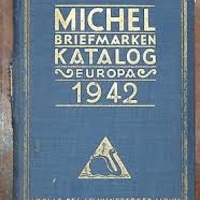 MICHEL
BRIEFMARKEN
KATALOG
EUROPA
1942